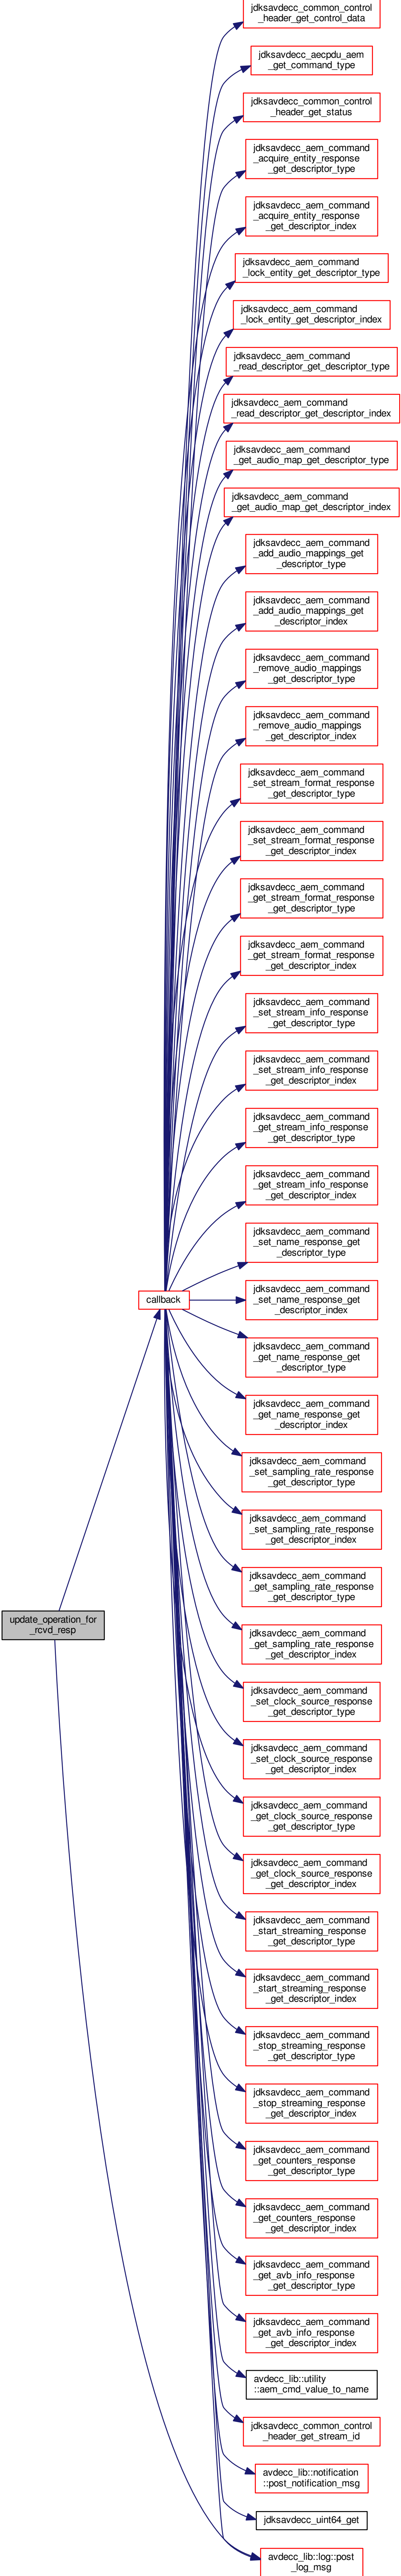 jdksavdecc_common_control
_header_get_control_data
jdksavdecc_aecpdu_aem
_get_command_type
jdksavdecc_common_control
_header_get_status
jdksavdecc_aem_command
_acquire_entity_response
_get_descriptor_type
jdksavdecc_aem_command
_acquire_entity_response
_get_descriptor_index
jdksavdecc_aem_command
_lock_entity_get_descriptor_type
jdksavdecc_aem_command
_lock_entity_get_descriptor_index
jdksavdecc_aem_command
_read_descriptor_get_descriptor_type
jdksavdecc_aem_command
_read_descriptor_get_descriptor_index
jdksavdecc_aem_command
_get_audio_map_get_descriptor_type
jdksavdecc_aem_command
_get_audio_map_get_descriptor_index
jdksavdecc_aem_command
_add_audio_mappings_get
_descriptor_type
jdksavdecc_aem_command
_add_audio_mappings_get
_descriptor_index
jdksavdecc_aem_command
_remove_audio_mappings
_get_descriptor_type
jdksavdecc_aem_command
_remove_audio_mappings
_get_descriptor_index
jdksavdecc_aem_command
_set_stream_format_response
_get_descriptor_type
jdksavdecc_aem_command
_set_stream_format_response
_get_descriptor_index
jdksavdecc_aem_command
_get_stream_format_response
_get_descriptor_type
jdksavdecc_aem_command
_get_stream_format_response
_get_descriptor_index
jdksavdecc_aem_command
_set_stream_info_response
_get_descriptor_type
jdksavdecc_aem_command
_set_stream_info_response
_get_descriptor_index
jdksavdecc_aem_command
_get_stream_info_response
_get_descriptor_type
jdksavdecc_aem_command
_get_stream_info_response
_get_descriptor_index
jdksavdecc_aem_command
_set_name_response_get
_descriptor_type
callback
jdksavdecc_aem_command
_set_name_response_get
_descriptor_index
jdksavdecc_aem_command
_get_name_response_get
_descriptor_type
jdksavdecc_aem_command
_get_name_response_get
_descriptor_index
jdksavdecc_aem_command
_set_sampling_rate_response
_get_descriptor_type
jdksavdecc_aem_command
_set_sampling_rate_response
_get_descriptor_index
jdksavdecc_aem_command
_get_sampling_rate_response
_get_descriptor_type
update_operation_for
_rcvd_resp
jdksavdecc_aem_command
_get_sampling_rate_response
_get_descriptor_index
jdksavdecc_aem_command
_set_clock_source_response
_get_descriptor_type
jdksavdecc_aem_command
_set_clock_source_response
_get_descriptor_index
jdksavdecc_aem_command
_get_clock_source_response
_get_descriptor_type
jdksavdecc_aem_command
_get_clock_source_response
_get_descriptor_index
jdksavdecc_aem_command
_start_streaming_response
_get_descriptor_type
jdksavdecc_aem_command
_start_streaming_response
_get_descriptor_index
jdksavdecc_aem_command
_stop_streaming_response
_get_descriptor_type
jdksavdecc_aem_command
_stop_streaming_response
_get_descriptor_index
jdksavdecc_aem_command
_get_counters_response
_get_descriptor_type
jdksavdecc_aem_command
_get_counters_response
_get_descriptor_index
jdksavdecc_aem_command
_get_avb_info_response
_get_descriptor_type
jdksavdecc_aem_command
_get_avb_info_response
_get_descriptor_index
avdecc_lib::utility
::aem_cmd_value_to_name
jdksavdecc_common_control
_header_get_stream_id
avdecc_lib::notification
::post_notification_msg
jdksavdecc_uint64_get
avdecc_lib::log::post
_log_msg